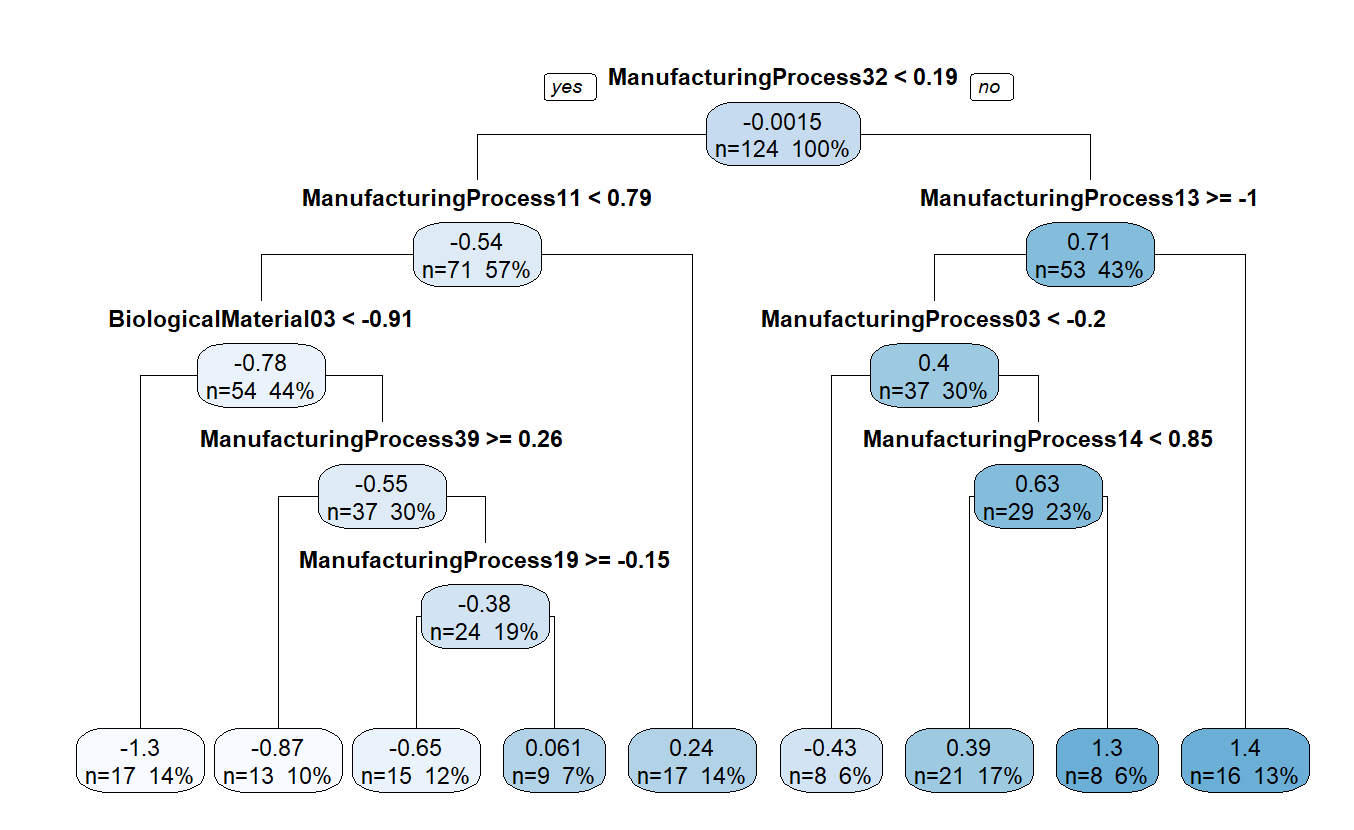 yes ManufacturingProcess32 < 0.19 no
-0.0015
n=124 100%
ManufacturingProcess11 < 0.79
ManufacturingProcess13 >= -1
-0.54
n=71 57%
0.71
n=53 43%
BiologicalMaterial03 < -0.91
ManufacturingProcess03 < -0.2
-0.78
n=54 44%
0.4
n=37 30%
ManufacturingProcess39 >= 0.26
ManufacturingProcess14 < 0.85
-0.55
n=37 30%
0.63
n=29 23%
ManufacturingProcess19 >= -0.15
-0.38
n=24 19%
-1.3
n=17 14%
-0.87
n=13 10%
-0.65
n=15 12%
0.061
n=9 7%
0.24
n=17 14%
-0.43
n=8 6%
0.39
n=21 17%
1.3
n=8 6%
1.4
n=16 13%